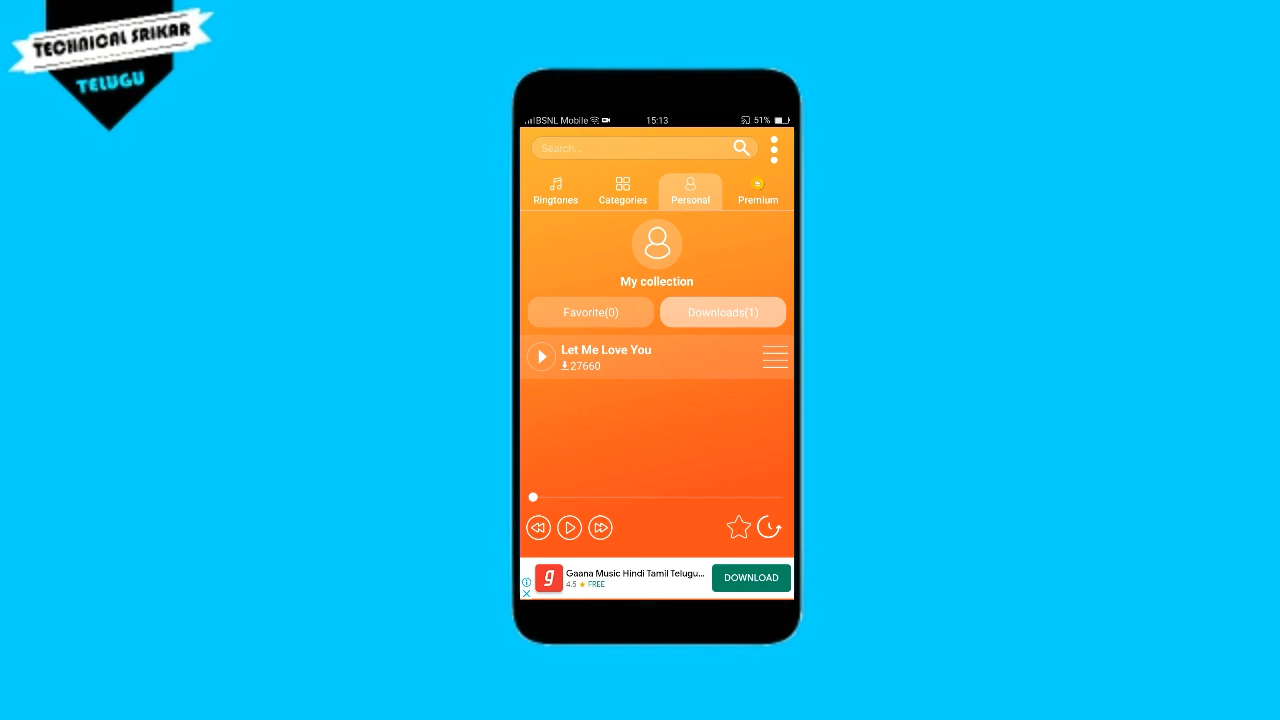 TECHNICAL SRIKAR
TELUGU
BSNL Mobile 15:13 51%
Search...
Ringtones Categories Personal Premium
My collection
Favorite(0) Downloads(1)
Let Me Love You
27660
Gaana Music Hindi Tamil Telugu...
4.5 FREE
DOWNLOAD